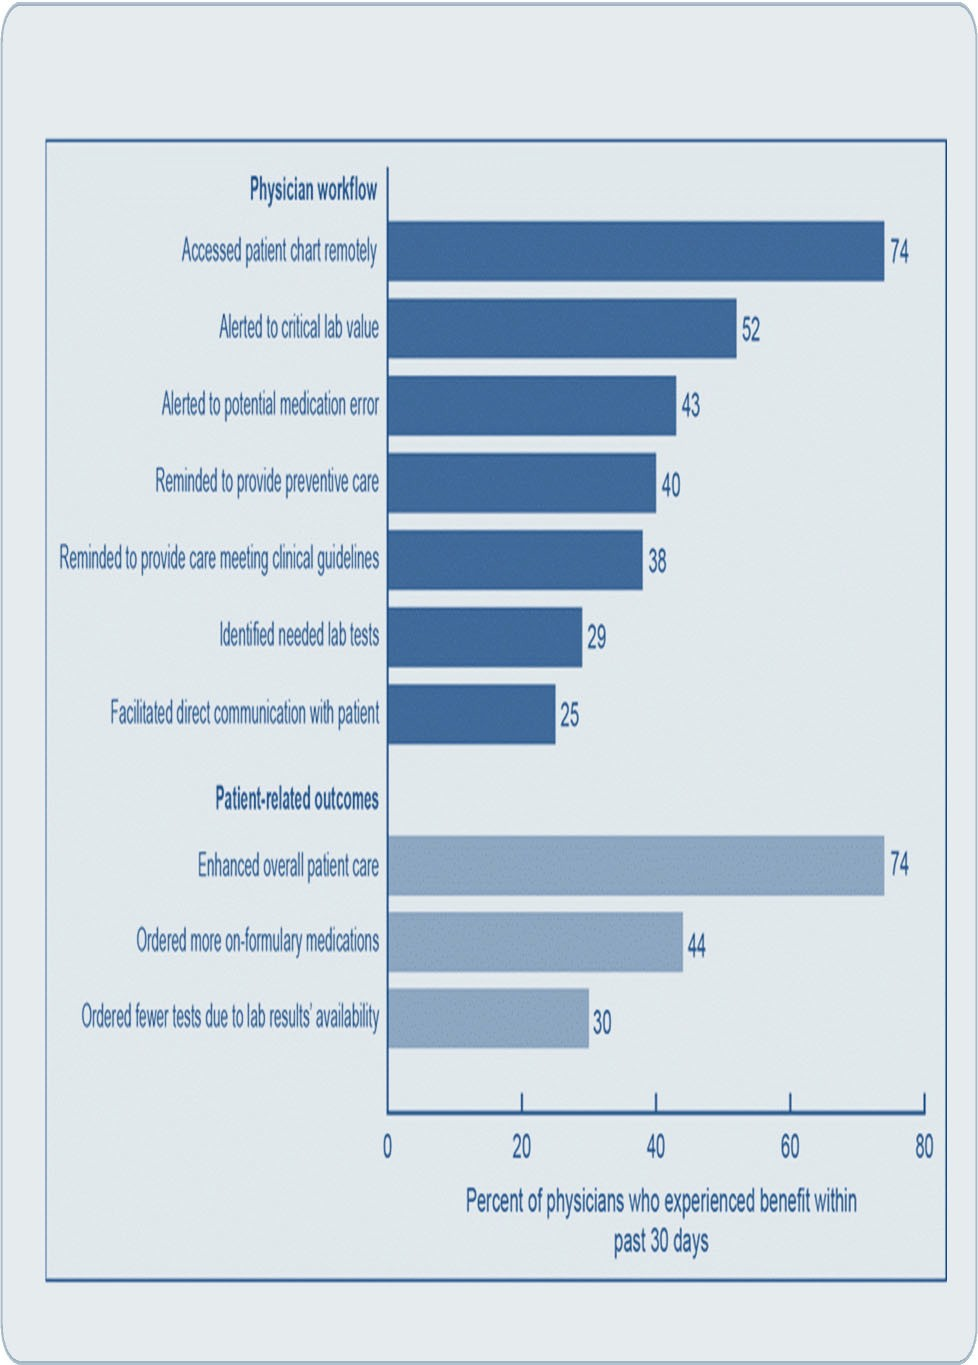 Physician workflow
Accessed patient chart remotely 74
Alerted to critical lab value 52
Alerted to potential medication error 43
Reminded to provide preventive care 40
Reminded to provide care meeting clinical guidelines 38
Identified needed lab tests 29
Facilitated direct communication with patient 25
Patient-related outcomes
Enhanced overall patient care 74
Ordered more on-formulary medications 44
Ordered fewer tests due to lab results' availability 30
0 20 40 60 80
Percent of physicians who experienced benefit within
past 30 days